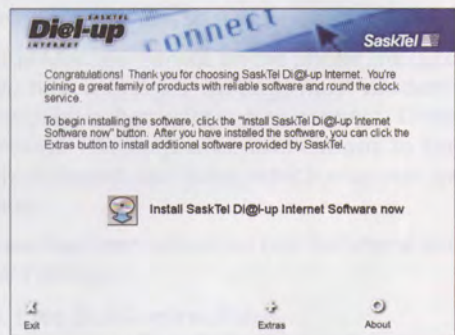 SASKTEL
Di@l-up
INTERNET
connect
SaskTel
Congratulations! Thank you for choosing SaskTel Di@l-up Internet. You're
joining a great family of products with reliable software and round the clock
service.
To begin installing the software, click the "Install SaskTel Di@l-up Internet
Software now" button. After you have installed the software, you can click the
Extras button to install additional software provided by SaskTel.
Install SaskTel Di@l-up Internet Software now
Exit
Extras
About